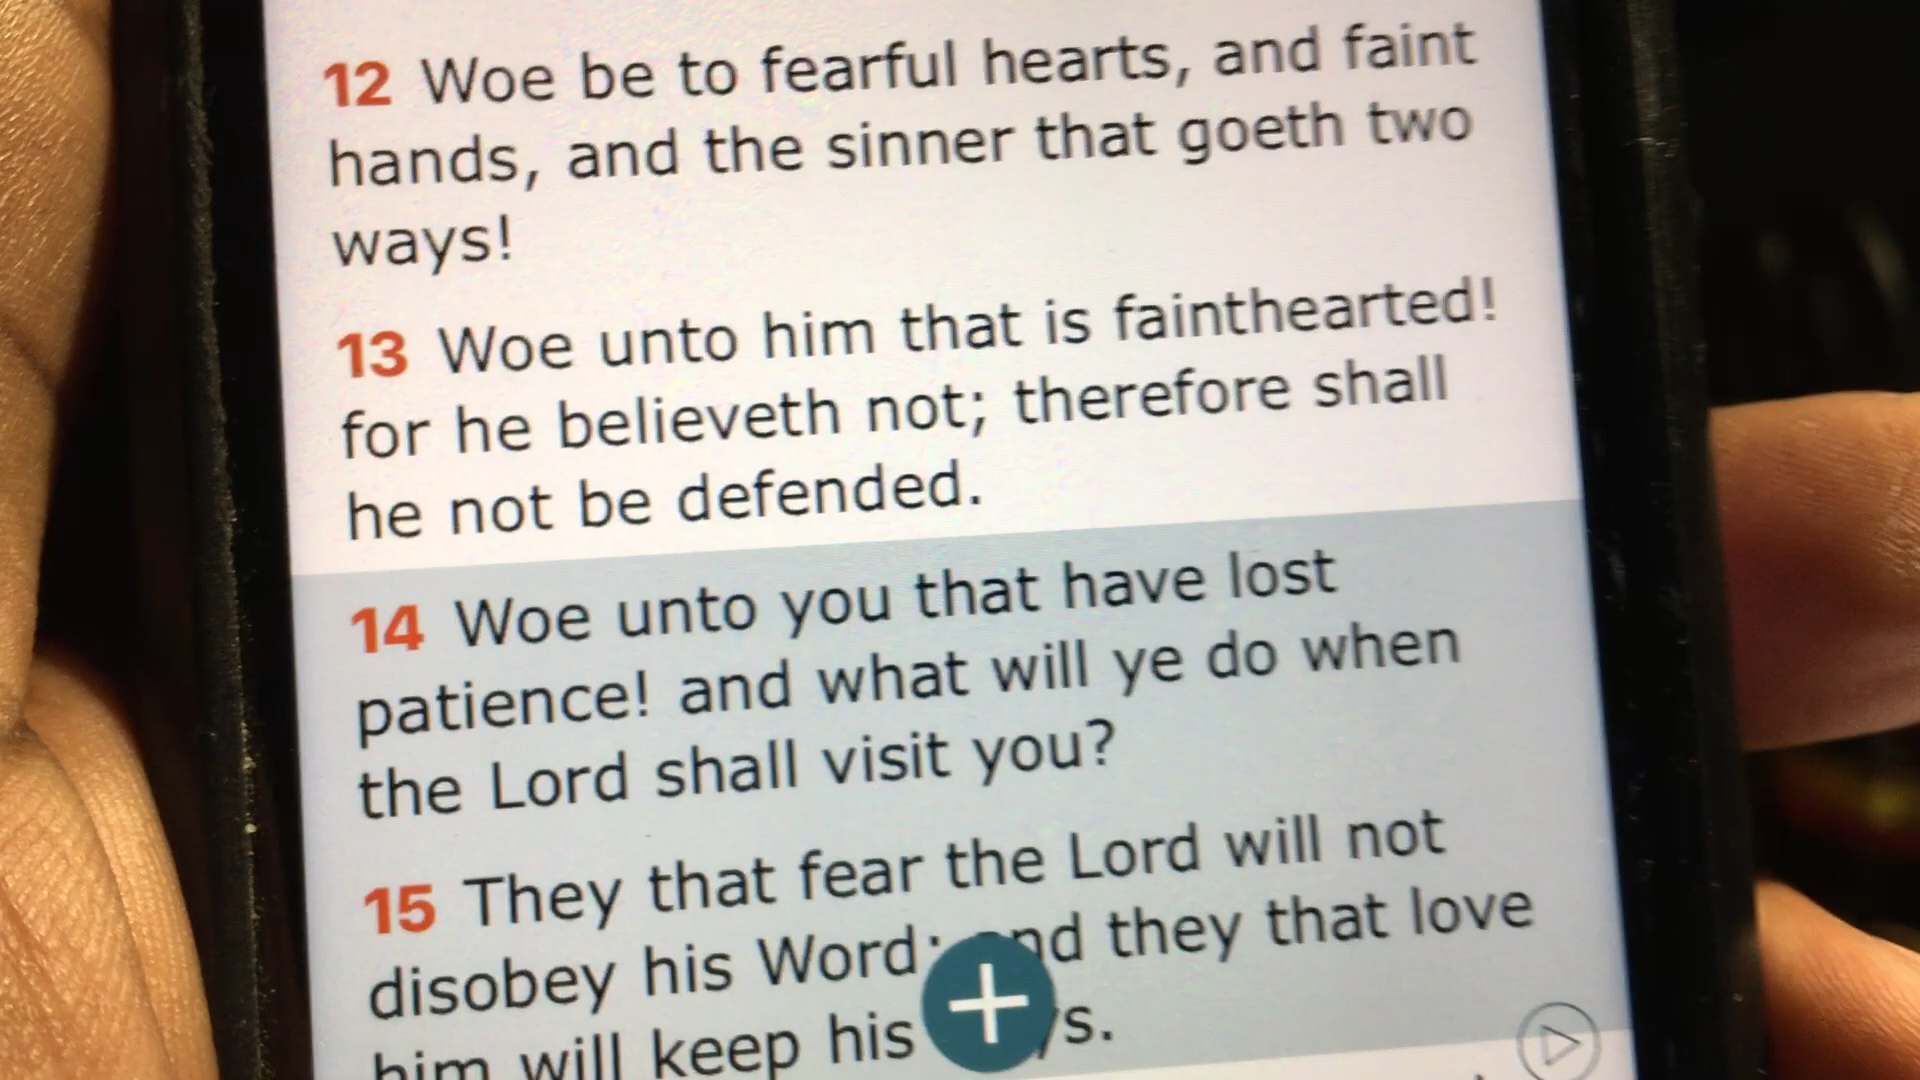 12 Woe be to fearful hearts, and faint
hands, and the sinner that goeth two
ways!
13 Woe unto him that is fainthearted!
for he believeth not; therefore shall
he not be defended.
14 Woe unto you that have lost
patience! and what will ye do when
the Lord shall visit you?
15 They that fear the Lord will not
disobey his Word; and they that love
him will keep his